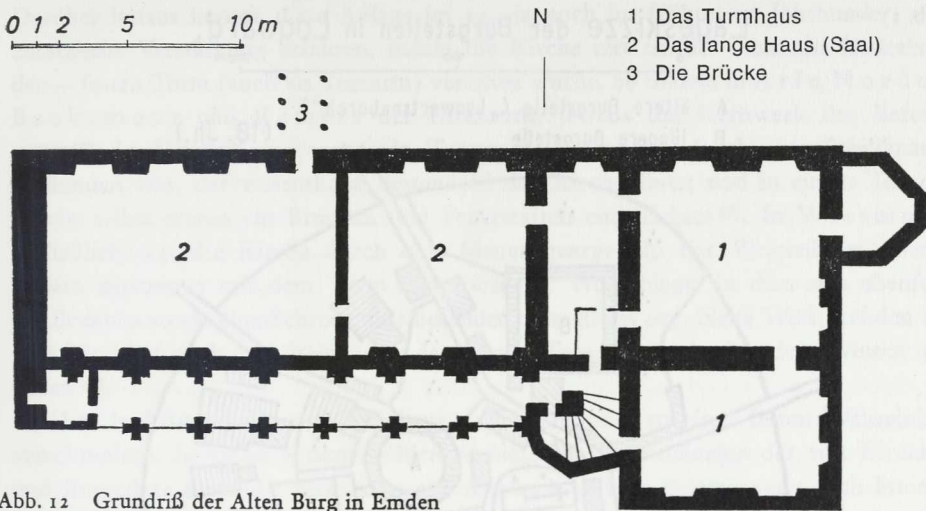 0 1 2 5 10 m
N
1 Das Turmhaus
2 Das lange Haus (Saal)
3 Die Brücke
3
2
2
1
1
Abb. 12 Grundriß der Alten Burg in Emden